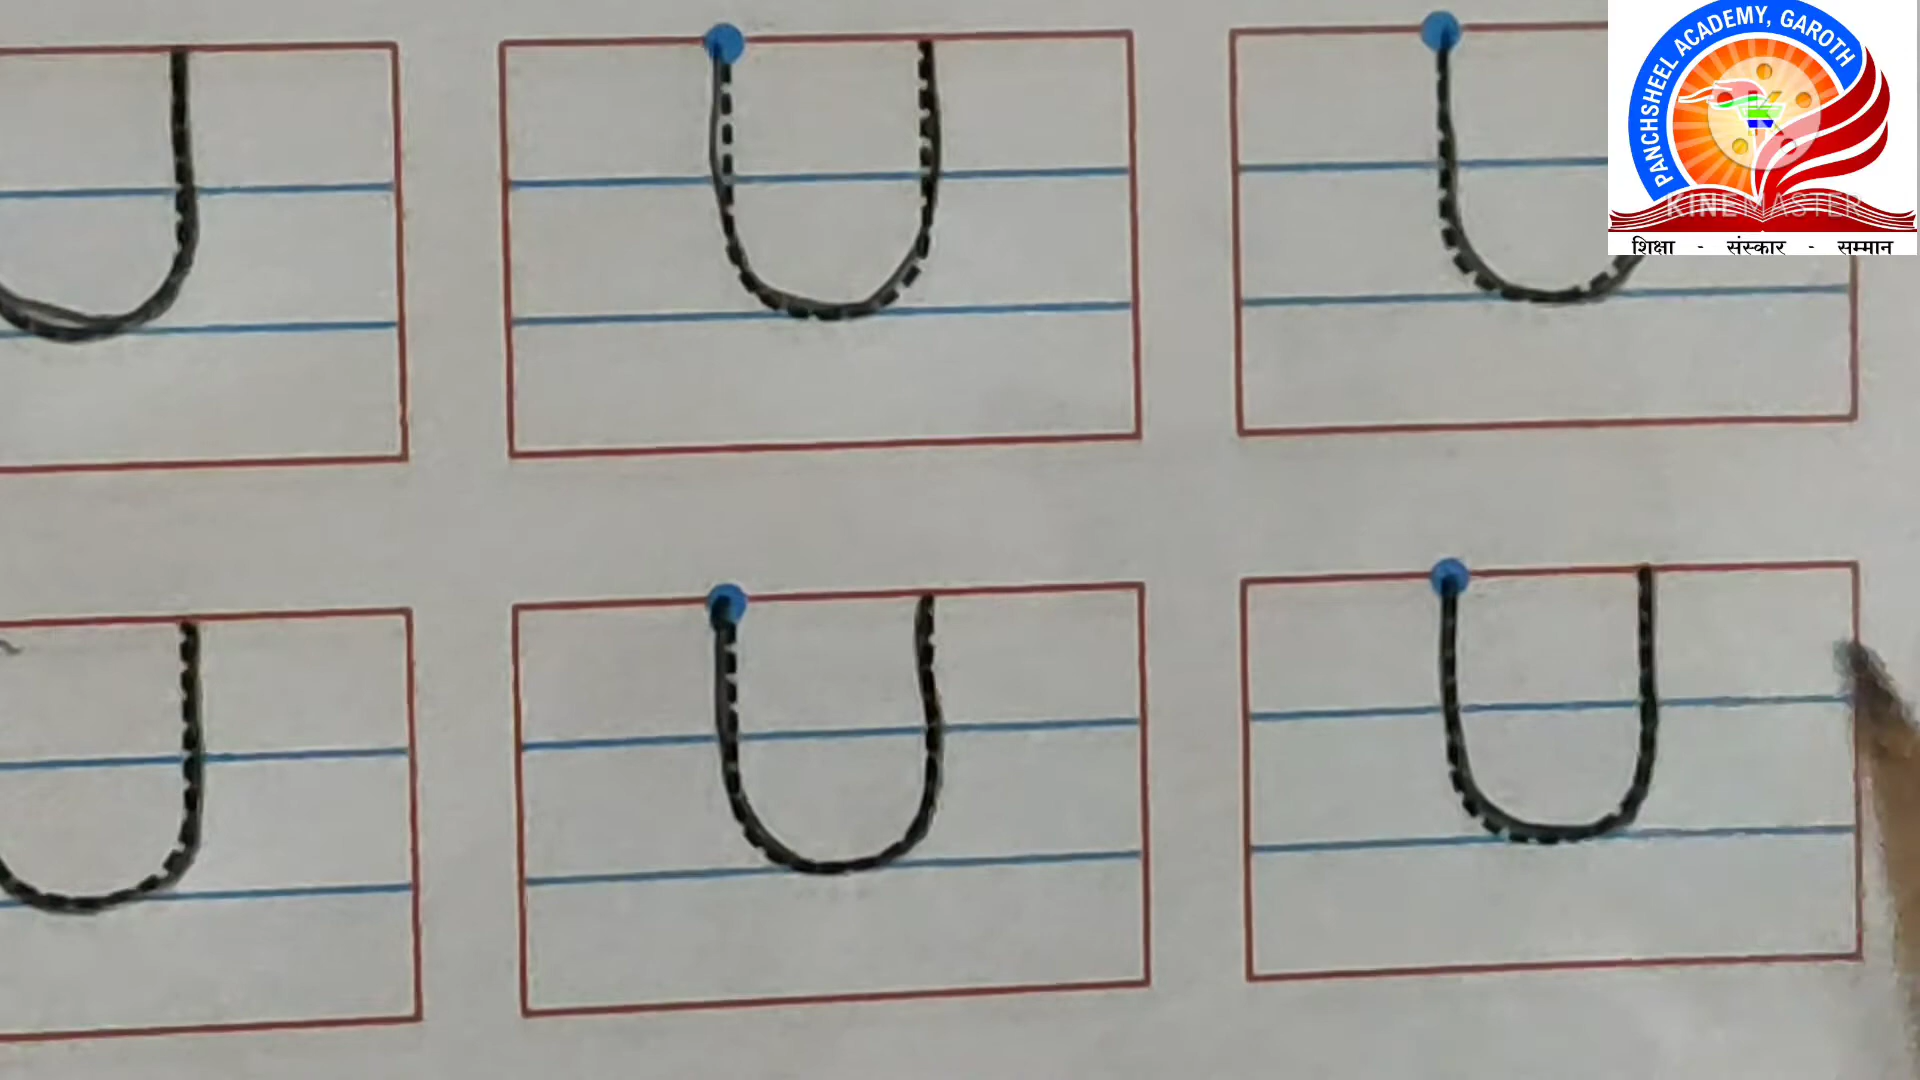 PANCHSHEEL ACADEMY, GAROTH
KINEMASTER
शिक्षा - संस्कार - सम्मान
U U U
U U U